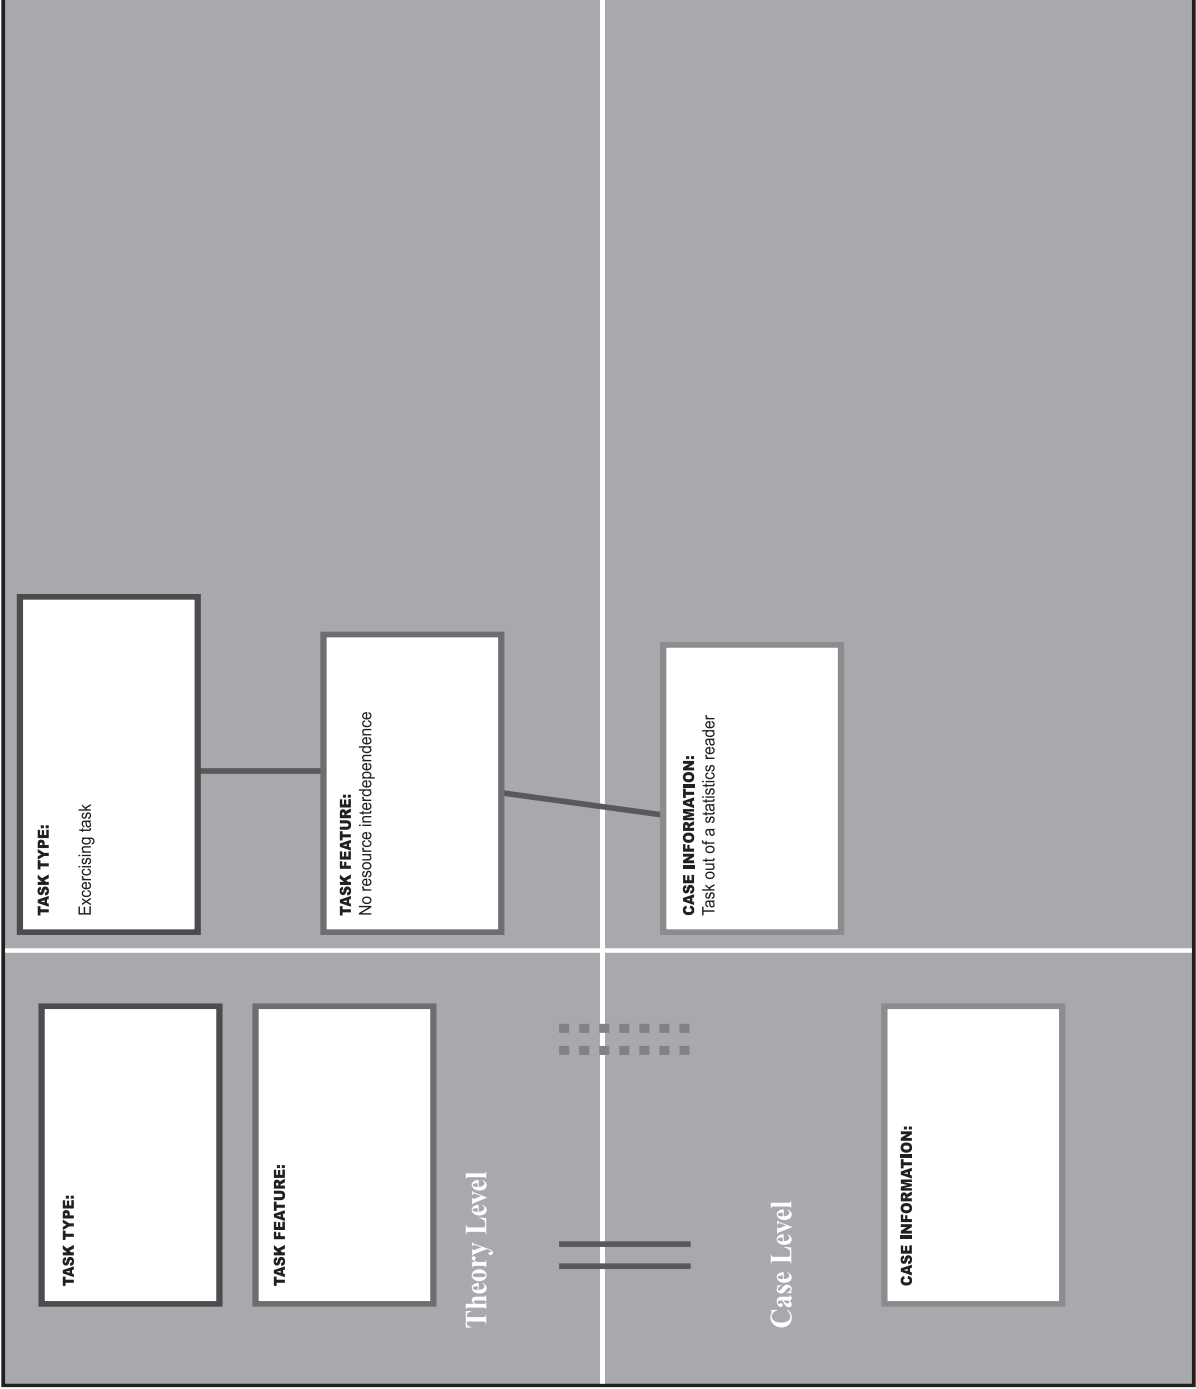 TASK TYPE:
TASK FEATURE:
Theory Level
Case Level
CASE INFORMATION:
TASK TYPE:
Excercising task
TASK FEATURE:
No resource interdependence
CASE INFORMATION:
Task out of a statistics reader